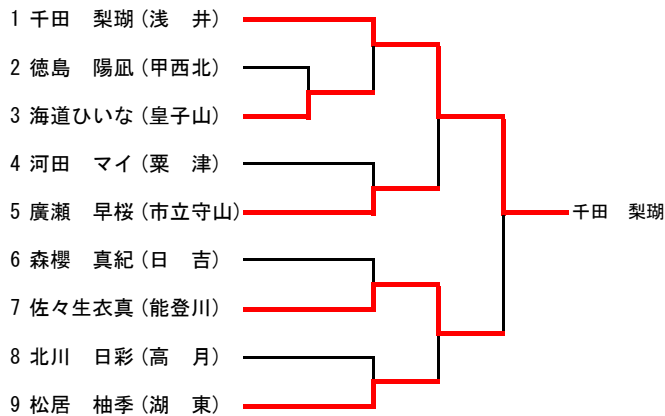 1 千田　梨瑚(浅　井)
2 徳島　陽凪(甲西北)
3 海道ひいな(皇子山)
4 河田　マイ(粟　津)
5 廣瀬　早桜(市立守山)
千田　梨瑚
6 森櫻　真紀(日　吉)
7 佐々生衣真(能登川)
8 北川　日彩(高　月)
9 松居　柚季(湖　東)